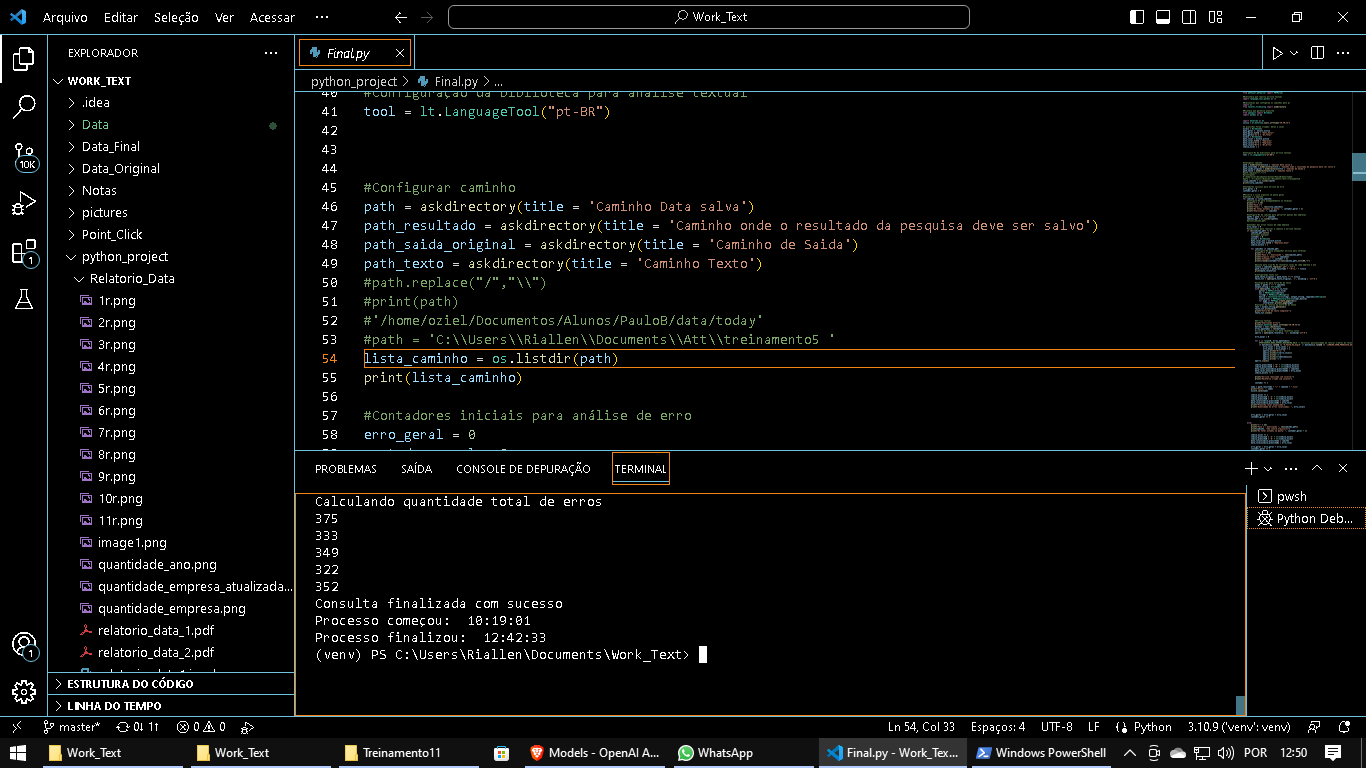 Arquivo Editar Seleção Ver Acessar ··· Work_Text
EXPLORADOR ···
WORK_TEXT
.idea
Data
Data_Final
Data_Original
Notas
pictures
Point_Click
python_project
Relatorio_Data
1r.png
2r.png
3r.png
4r.png
5r.png
6r.png
7r.png
8r.png
9r.png
10r.png
11r.png
image1.png
quantidade_ano.png
quantidade_empresa_atualizada...
quantidade_empresa.png
relatorio_data_1.pdf
relatorio_data_2.pdf
ESTRUTURA DO CÓDIGO
LINHA DO TEMPO
10K
1
1
Final.py
python_project > Final.py > ...
40 #Configuração da biblioteca para análise textual
41 tool = lt.LanguageTool("pt-BR")
42
43
44
45 #Configurar caminho
46 path = askdirectory(title = 'Caminho Data salva')
47 path_resultado = askdirectory(title = 'Caminho onde o resultado da pesquisa deve ser salvo')
48 path_saida_original = askdirectory(title = 'Caminho de Saida')
49 path_texto = askdirectory(title = 'Caminho Texto')
50 #path.replace("/","\\")
51 #print(path)
52 #'/home/oziel/Documentos/Alunos/PauloB/data/today'
53 #path = 'C:\\Users\\Riallen\\Documents\\Att\\treinamento5 '
54 lista_caminho = os.listdir(path)
55 print(lista_caminho)
56
57 #Contadores iniciais para análise de erro
58 erro_geral = 0
PROBLEMAS SAÍDA CONSOLE DE DEPURAÇÃO TERMINAL
Calculando quantidade total de erros
375
333
349
322
352
Consulta finalizada com sucesso
Processo começou:  10:19:01
Processo finalizou:  12:42:33
(venv) PS C:\Users\Riallen\Documents\Work_Text>
pwsh
Python Deb...
master* 0↓ 1↑ 0 0 Ln 54, Col 33 Espaços: 4 UTF-8 LF Python 3.10.9 ('venv': venv)
Work_Text Work_Text Treinamento11 Models - OpenAI A... WhatsApp Final.py - Work_Tex... Windows PowerShell POR 12:50